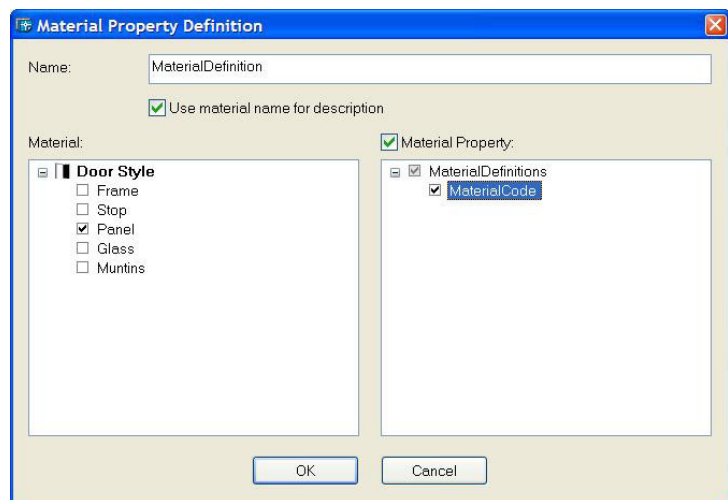 Material Property Definition
Name:
MaterialDefinition
Use material name for description
Material:
Material Property:
Door Style
Frame
Stop
Panel
Glass
Muntins
MaterialDefinitions
MaterialCode
OK
Cancel